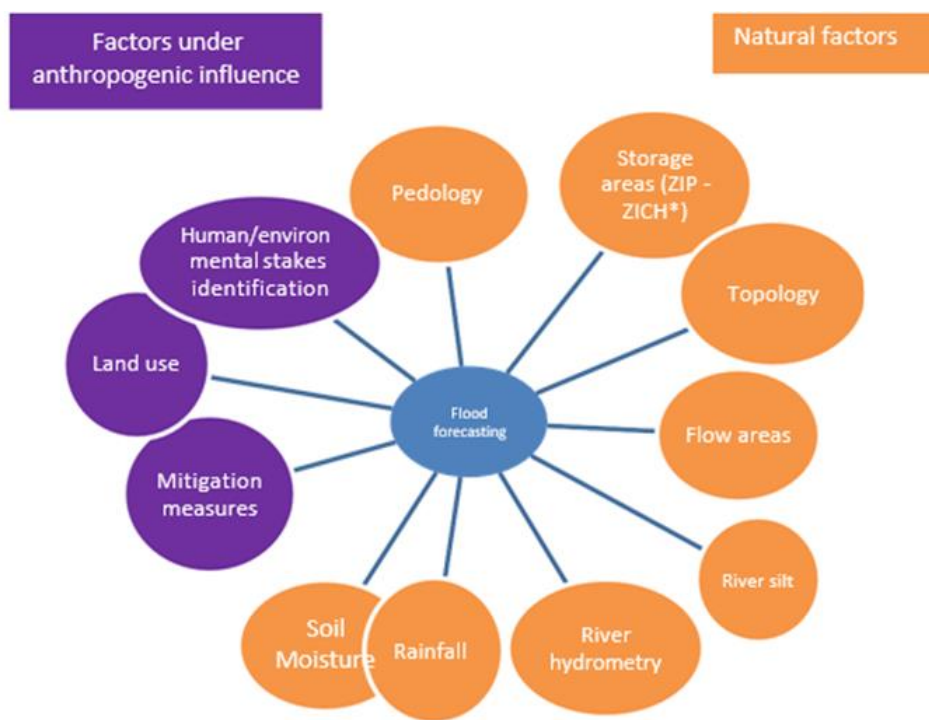 Factors under
anthropogenic influence
Natural factors
Storage
areas (ZIP -
ZICH*)
Pedology
Human/environ
mental stakes
identification
Topology
Land use
Flood
forecasting
Flow areas
Mitigation
measures
River silt
Soil
Moisture
Rainfall
River
hydrometry